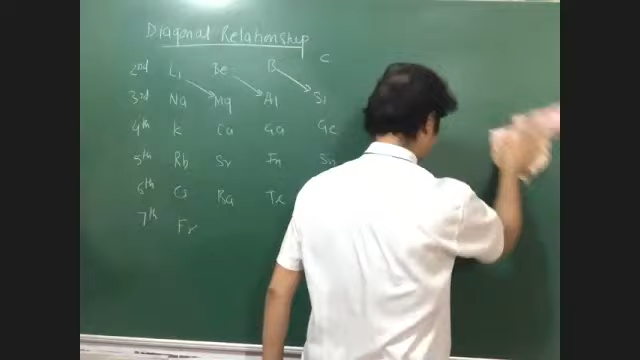 Diagonal Relationship
C
2nd Li Be B
3rd Na Mg Al Si
4th K Ca Ga Ge
5th Rb Sr In Sn
6th Cs Ba
7th Fr